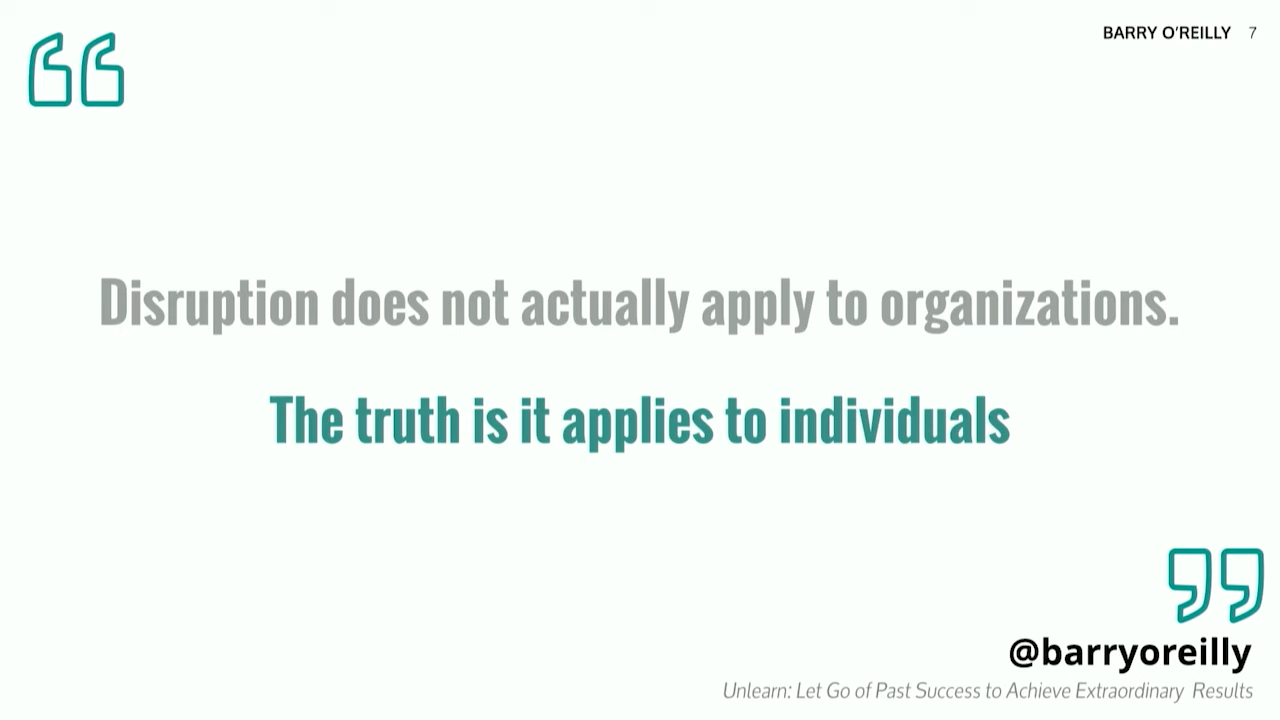 BARRY O'REILLY 7
“
Disruption does not actually apply to organizations.
The truth is it applies to individuals
”
@barryoreilly
Unlearn: Let Go of Past Success to Achieve Extraordinary Results